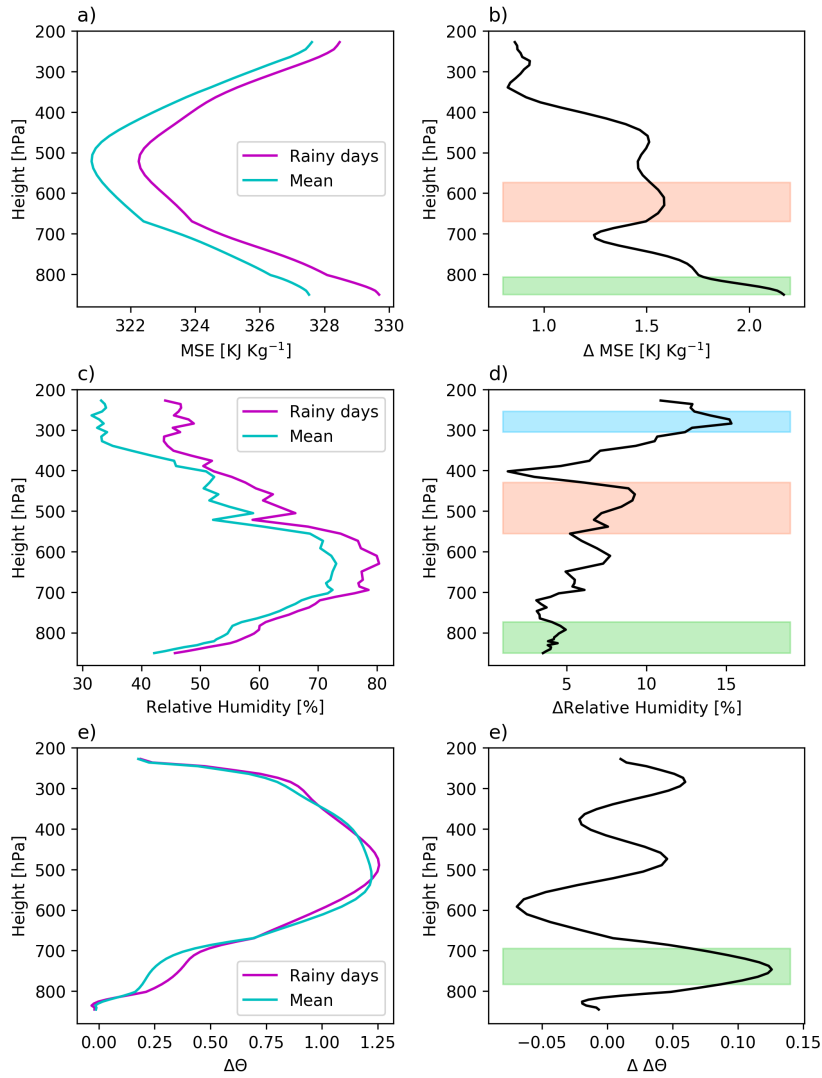 a)
200
300
400
500
600
700
800
Height [hPa]
Rainy days
Mean
322
324
326
328
330
MSE [KJ Kg⁻¹]
b)
200
300
400
500
600
700
800
Height [hPa]
1.0
1.5
2.0
Δ MSE [KJ Kg⁻¹]
c)
200
300
400
500
600
700
800
Height [hPa]
Rainy days
Mean
30
40
50
60
70
80
Relative Humidity [%]
d)
200
300
400
500
600
700
800
Height [hPa]
5
10
15
ΔRelative Humidity [%]
e)
200
300
400
500
600
700
800
Height [hPa]
Rainy days
Mean
0.00
0.25
0.50
0.75
1.00
1.25
ΔΘ
e)
200
300
400
500
600
700
800
Height [hPa]
−0.05
0.00
0.05
0.10
0.15
Δ ΔΘ